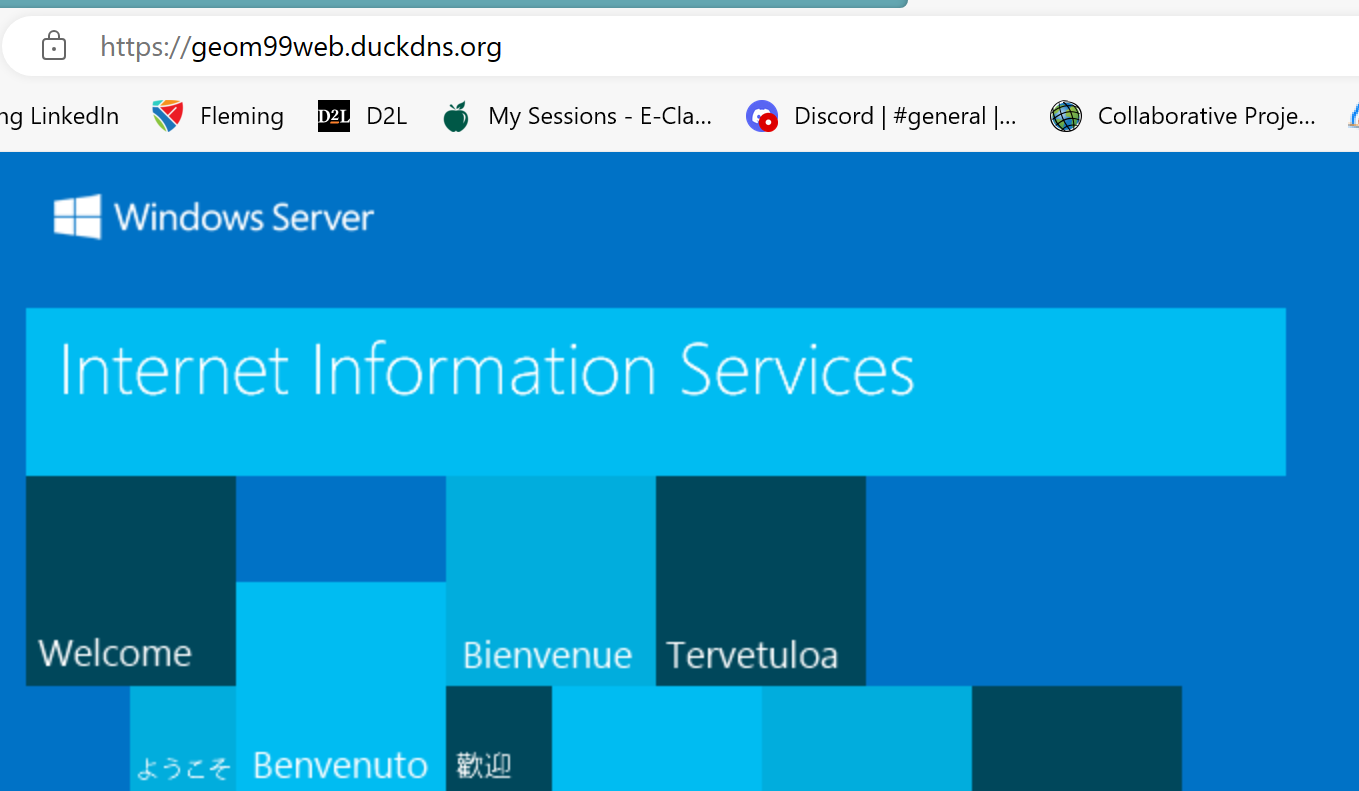 https://geom99web.duckdns.org
ng LinkedIn Fleming D2L D2L My Sessions - E-Cla... Discord | #general |... Collaborative Proje...
Windows Server
Internet Information Services
Welcome Bienvenue Tervetuloa
ようこそ Benvenuto 歡迎